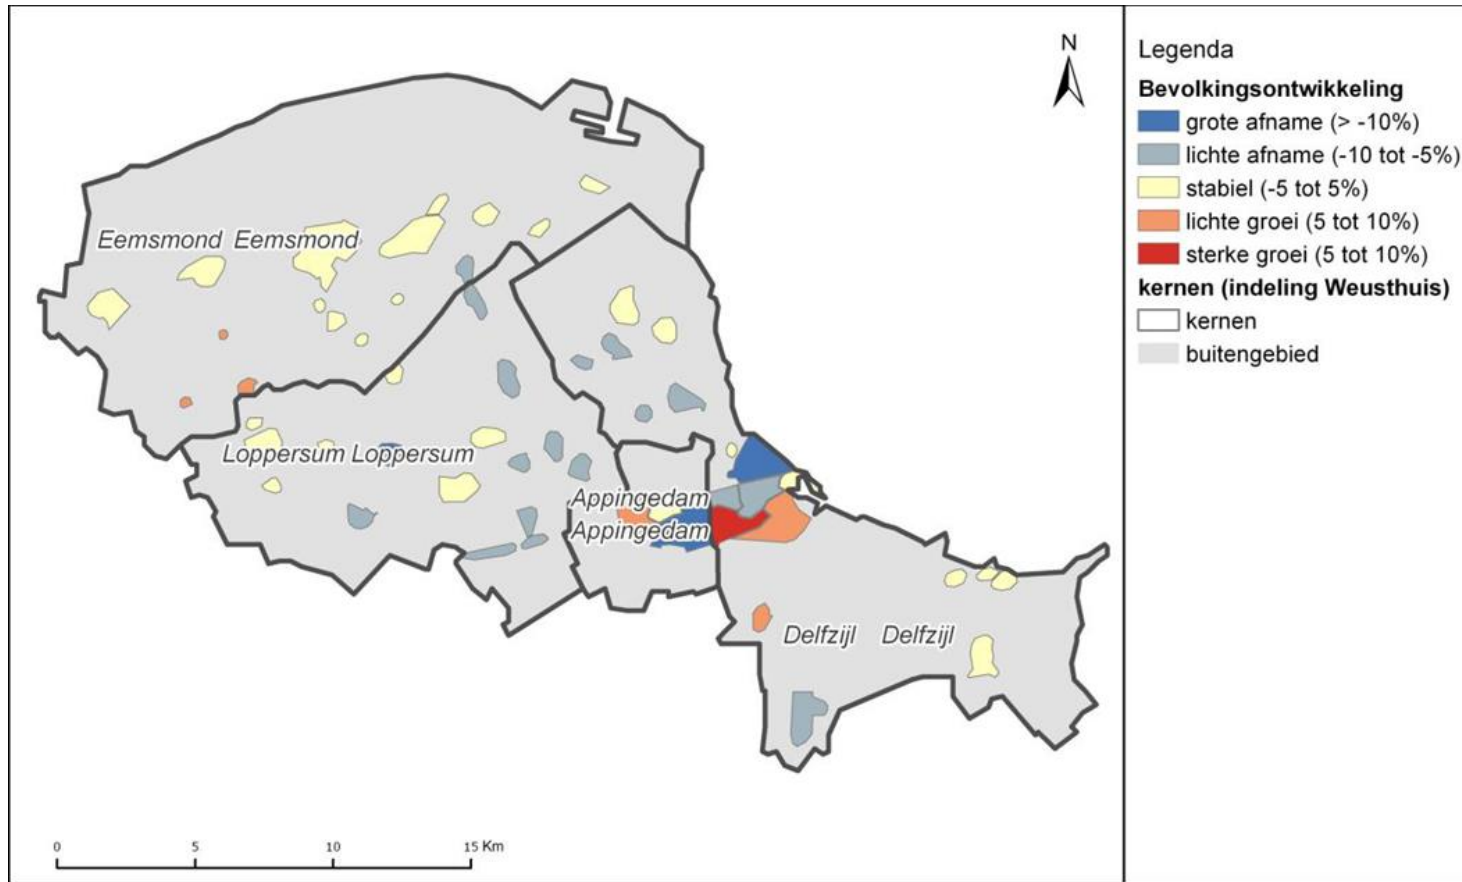 N
Eemsmond Eemsmond
Loppersum Loppersum
Appingedam
Appingedam
Delfzijl Delfzijl
0 5 10 15 Km
Legenda
Bevolkingsontwikkeling
grote afname (> -10%)
lichte afname (-10 tot -5%)
stabiel (-5 tot 5%)
lichte groei (5 tot 10%)
sterke groei (5 tot 10%)
kernen (indeling Weusthuis)
kernen
buitengebied